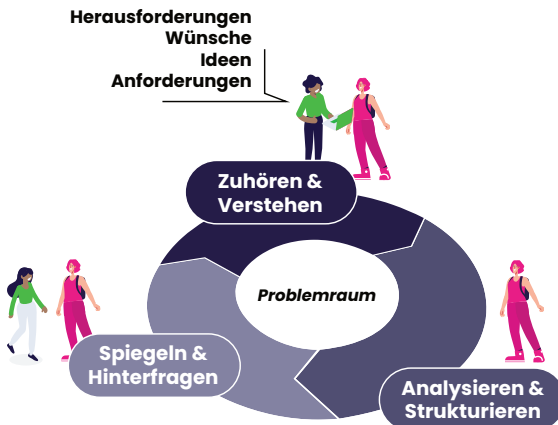 Herausforderungen
Wünsche
Ideen
Anforderungen
Zuhören &
Verstehen
Problemraum
Spiegeln &
Hinterfragen
Analysieren &
Strukturieren